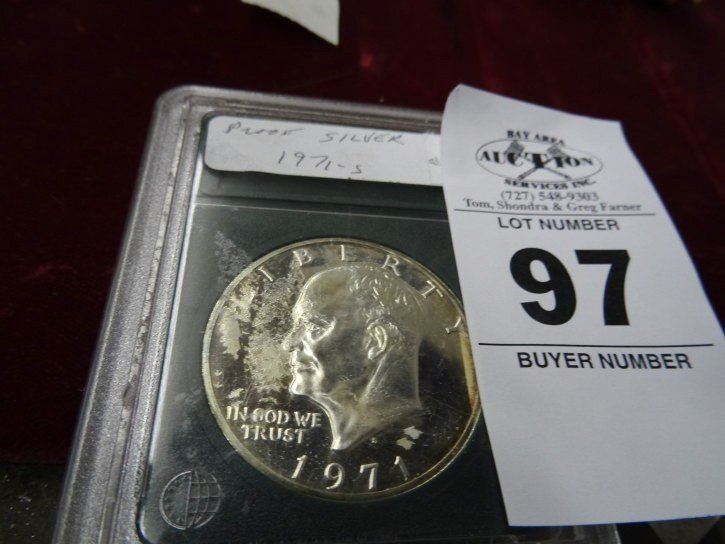 Proof SILVER
1971-S
LIBERTY
IN GOD WE
TRUST
1971
BAY AREA
AUCTION
SERVICES INC.
(727) 548-9303
Tom, Shondra & Greg Farner
LOT NUMBER
97
BUYER NUMBER